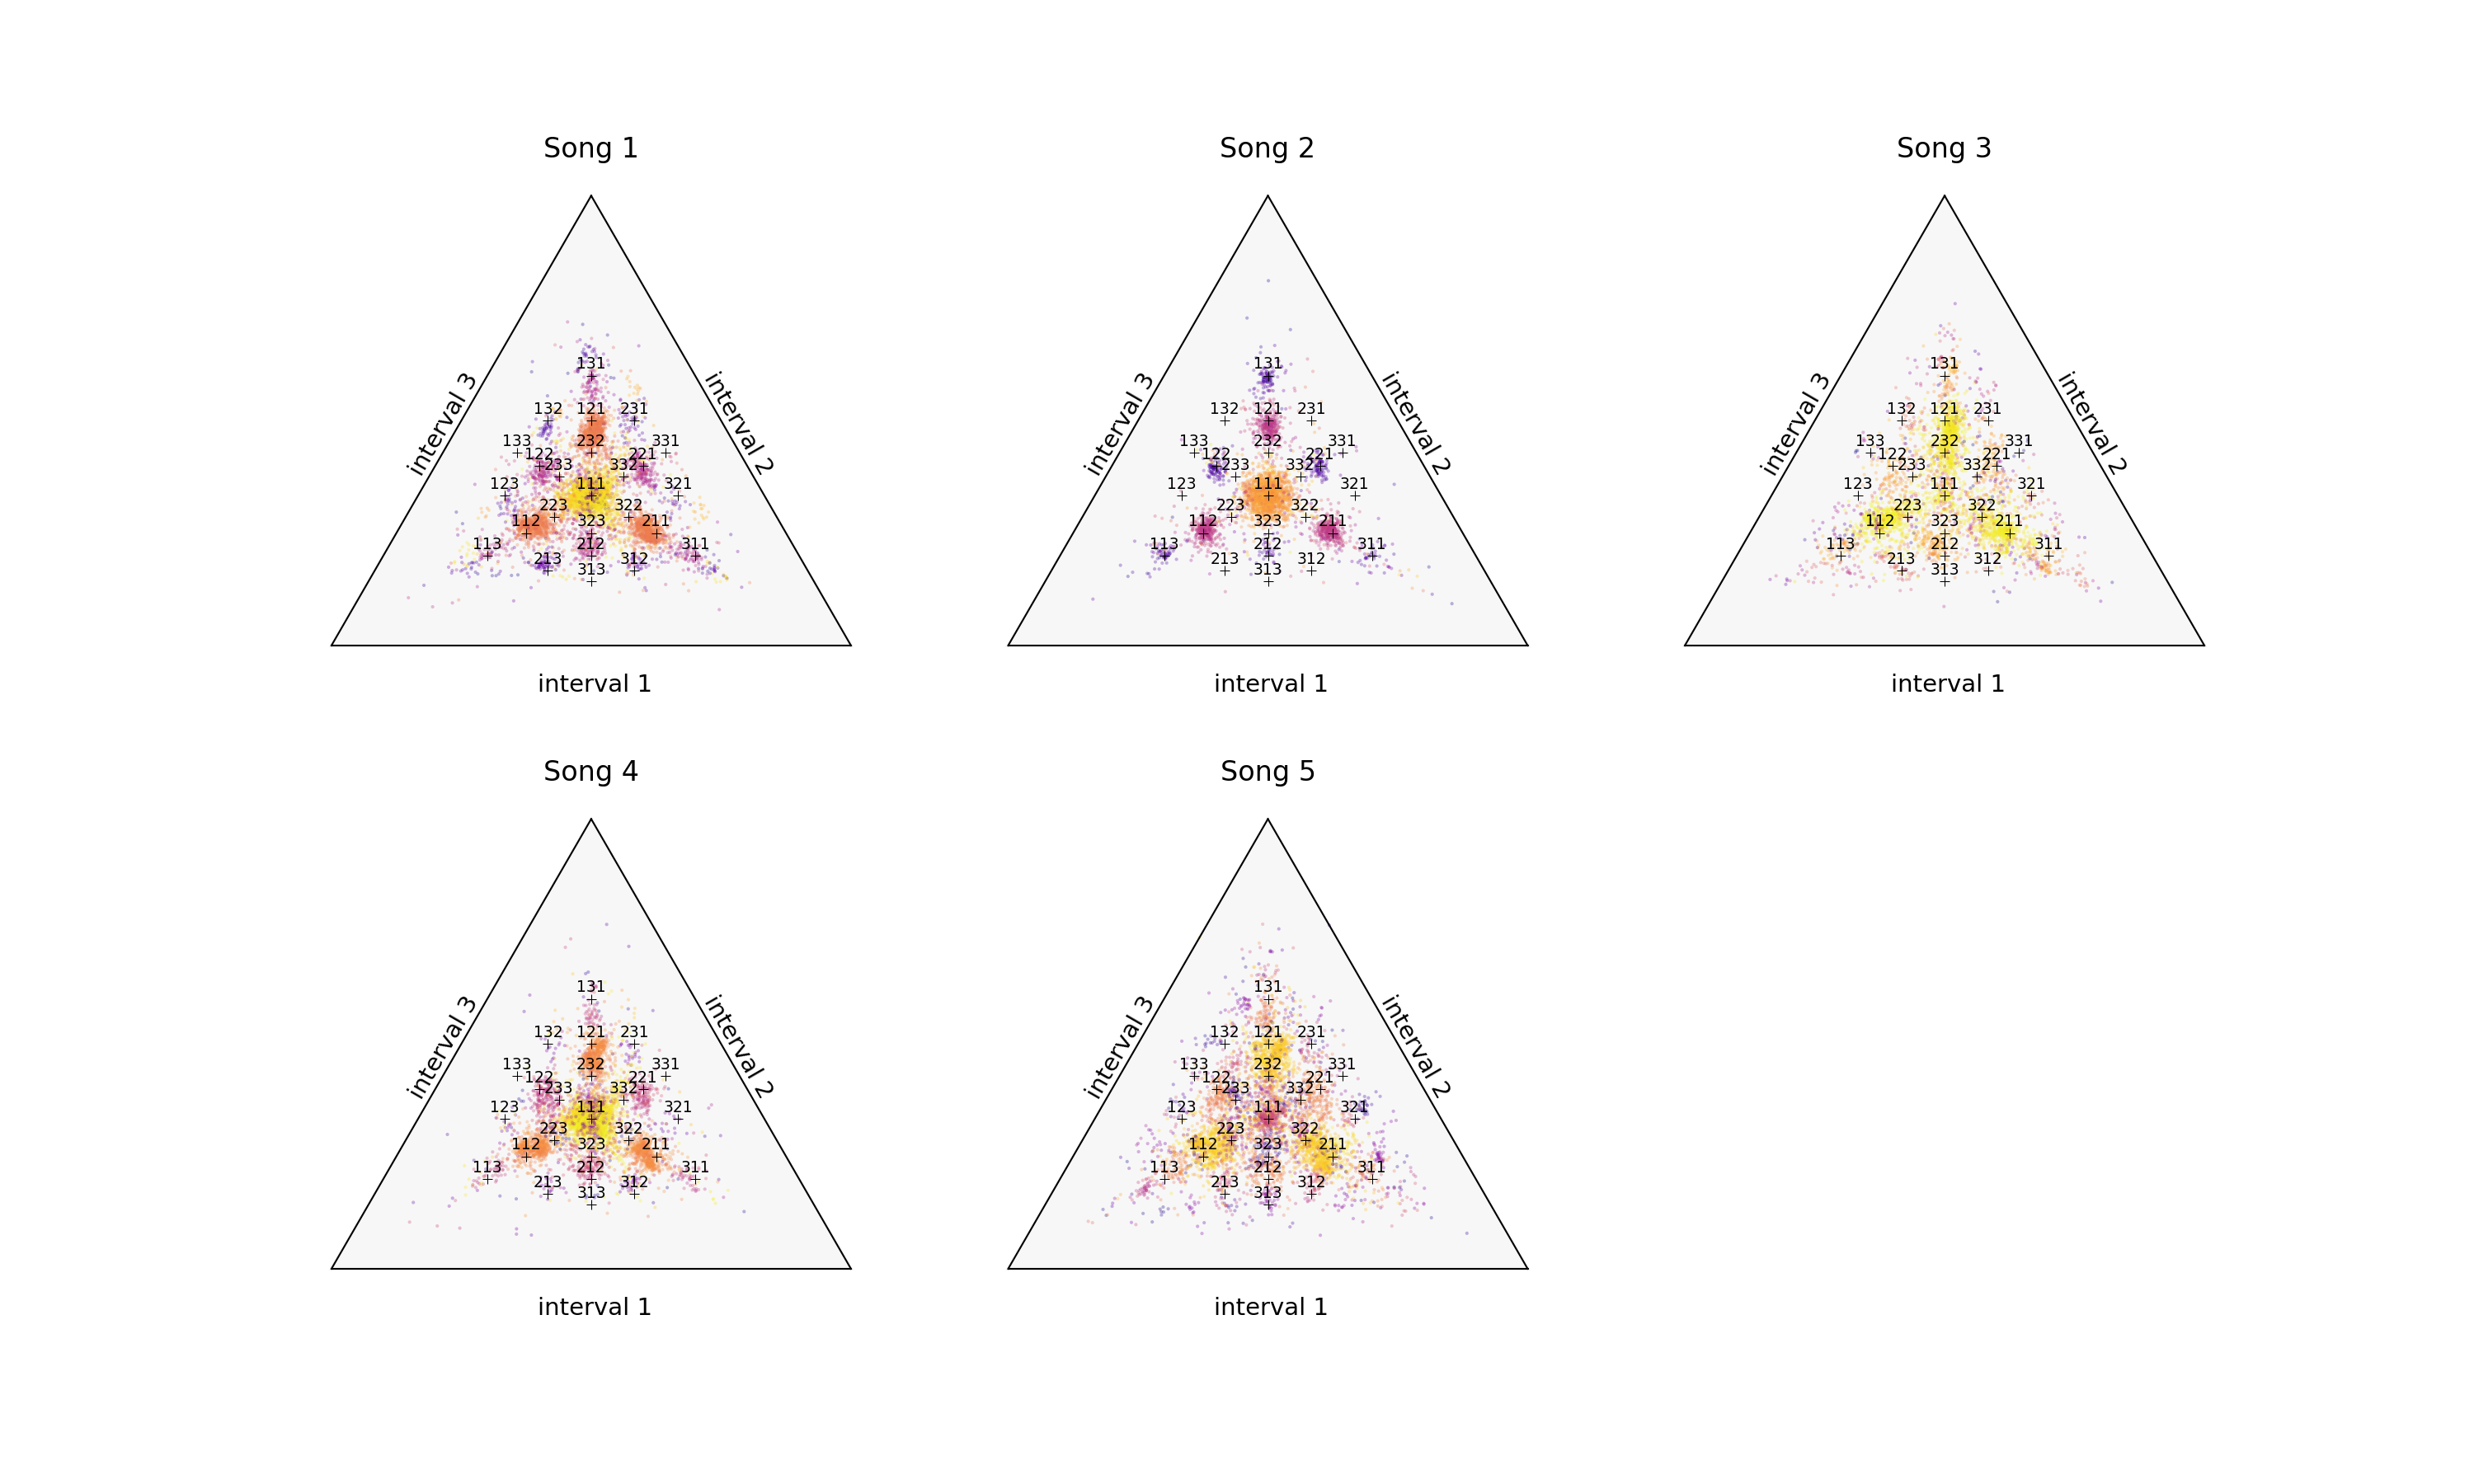 Song 1
131
132 121 231
133 232 331
122 233 332 221
123 111 321
223 322
112 323 211
113 212 311
213 313 312
interval 3
interval 2
interval 1
Song 2
131
132 121 231
133 232 331
122 233 332 221
123 111 321
223 322
112 323 211
113 212 311
213 313 312
interval 3
interval 2
interval 1
Song 3
131
132 121 231
133 232 331
122 233 332 221
123 111 321
223 322
112 323 211
113 212 311
213 313 312
interval 3
interval 2
interval 1
Song 4
131
132 121 231
133 232 331
122 233 332 221
123 111 321
223 322
112 323 211
113 212 311
213 313 312
interval 3
interval 2
interval 1
Song 5
131
132 121 231
133 232 331
122 233 332 221
123 111 321
223 322
112 323 211
113 212 311
213 313 312
interval 3
interval 2
interval 1